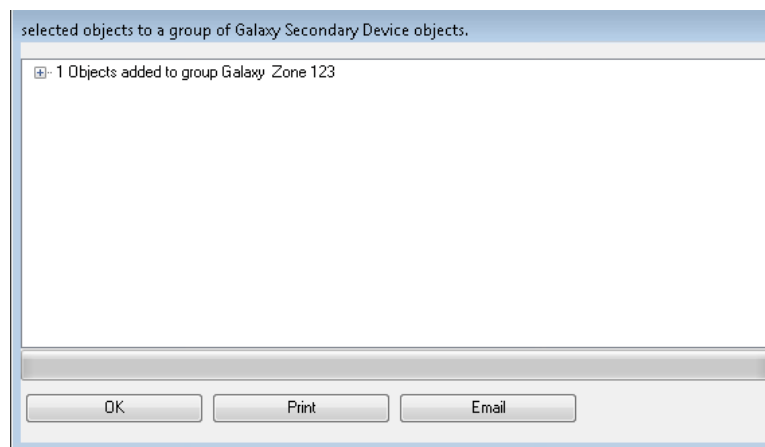 selected objects to a group of Galaxy Secondary Device objects.
1 Objects added to group Galaxy Zone 123
OK Print Email